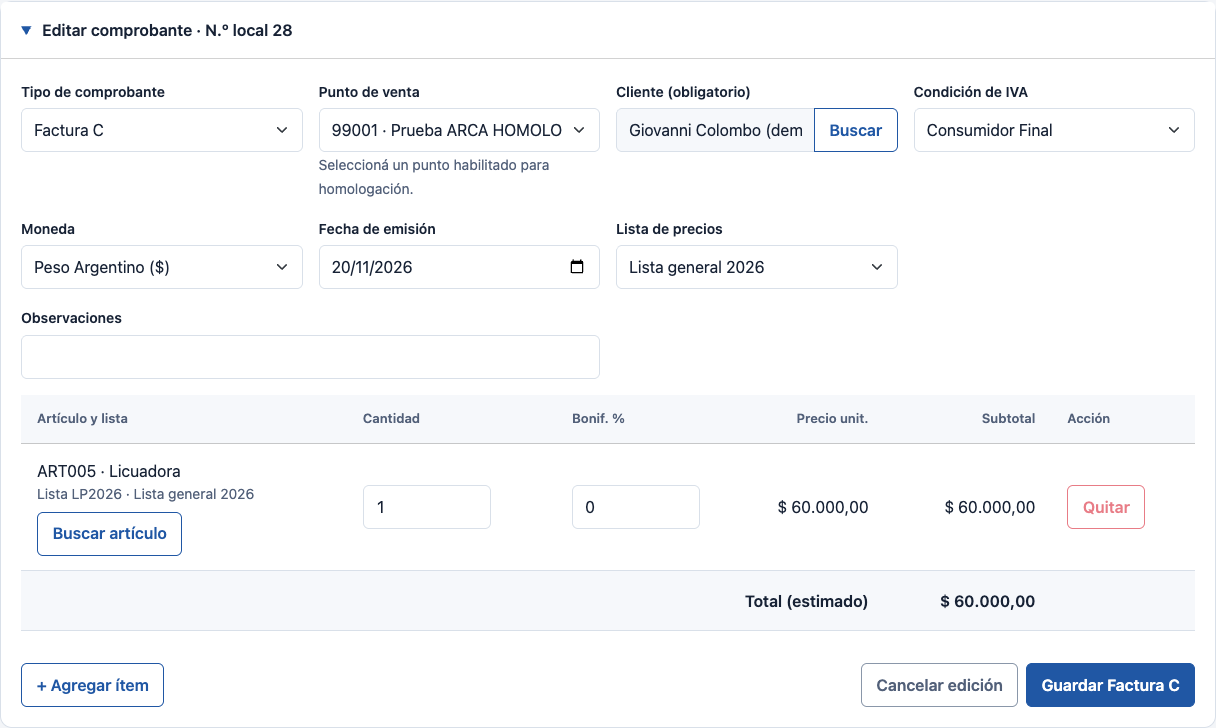 Editar comprobante · N.º local 28
Tipo de comprobante
Punto de venta
Cliente (obligatorio)
Condición de IVA
Factura C
99001 · Prueba ARCA HOMOLO
Giovanni Colombo (dem
Buscar
Consumidor Final
Seleccioná un punto habilitado para
homologación.
Moneda
Fecha de emisión
Lista de precios
Peso Argentino ($)
20/11/2026
Lista general 2026
Observaciones
Artículo y lista
Cantidad
Bonif. %
Precio unit.
Subtotal
Acción
ART005 · Licuadora
Lista LP2026 · Lista general 2026
Buscar artículo
1
0
$ 60.000,00
$ 60.000,00
Quitar
Total (estimado)
$ 60.000,00
+ Agregar ítem
Cancelar edición
Guardar Factura C